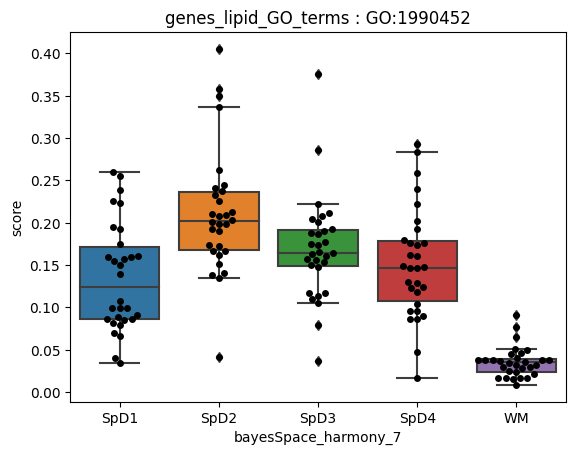 genes_lipid_GO_terms : GO:1990452
0.40
0.35
0.30
0.25
0.20
0.15
0.10
0.05
0.00
score
SpD1 SpD2 SpD3 SpD4 WM
bayesSpace_harmony_7